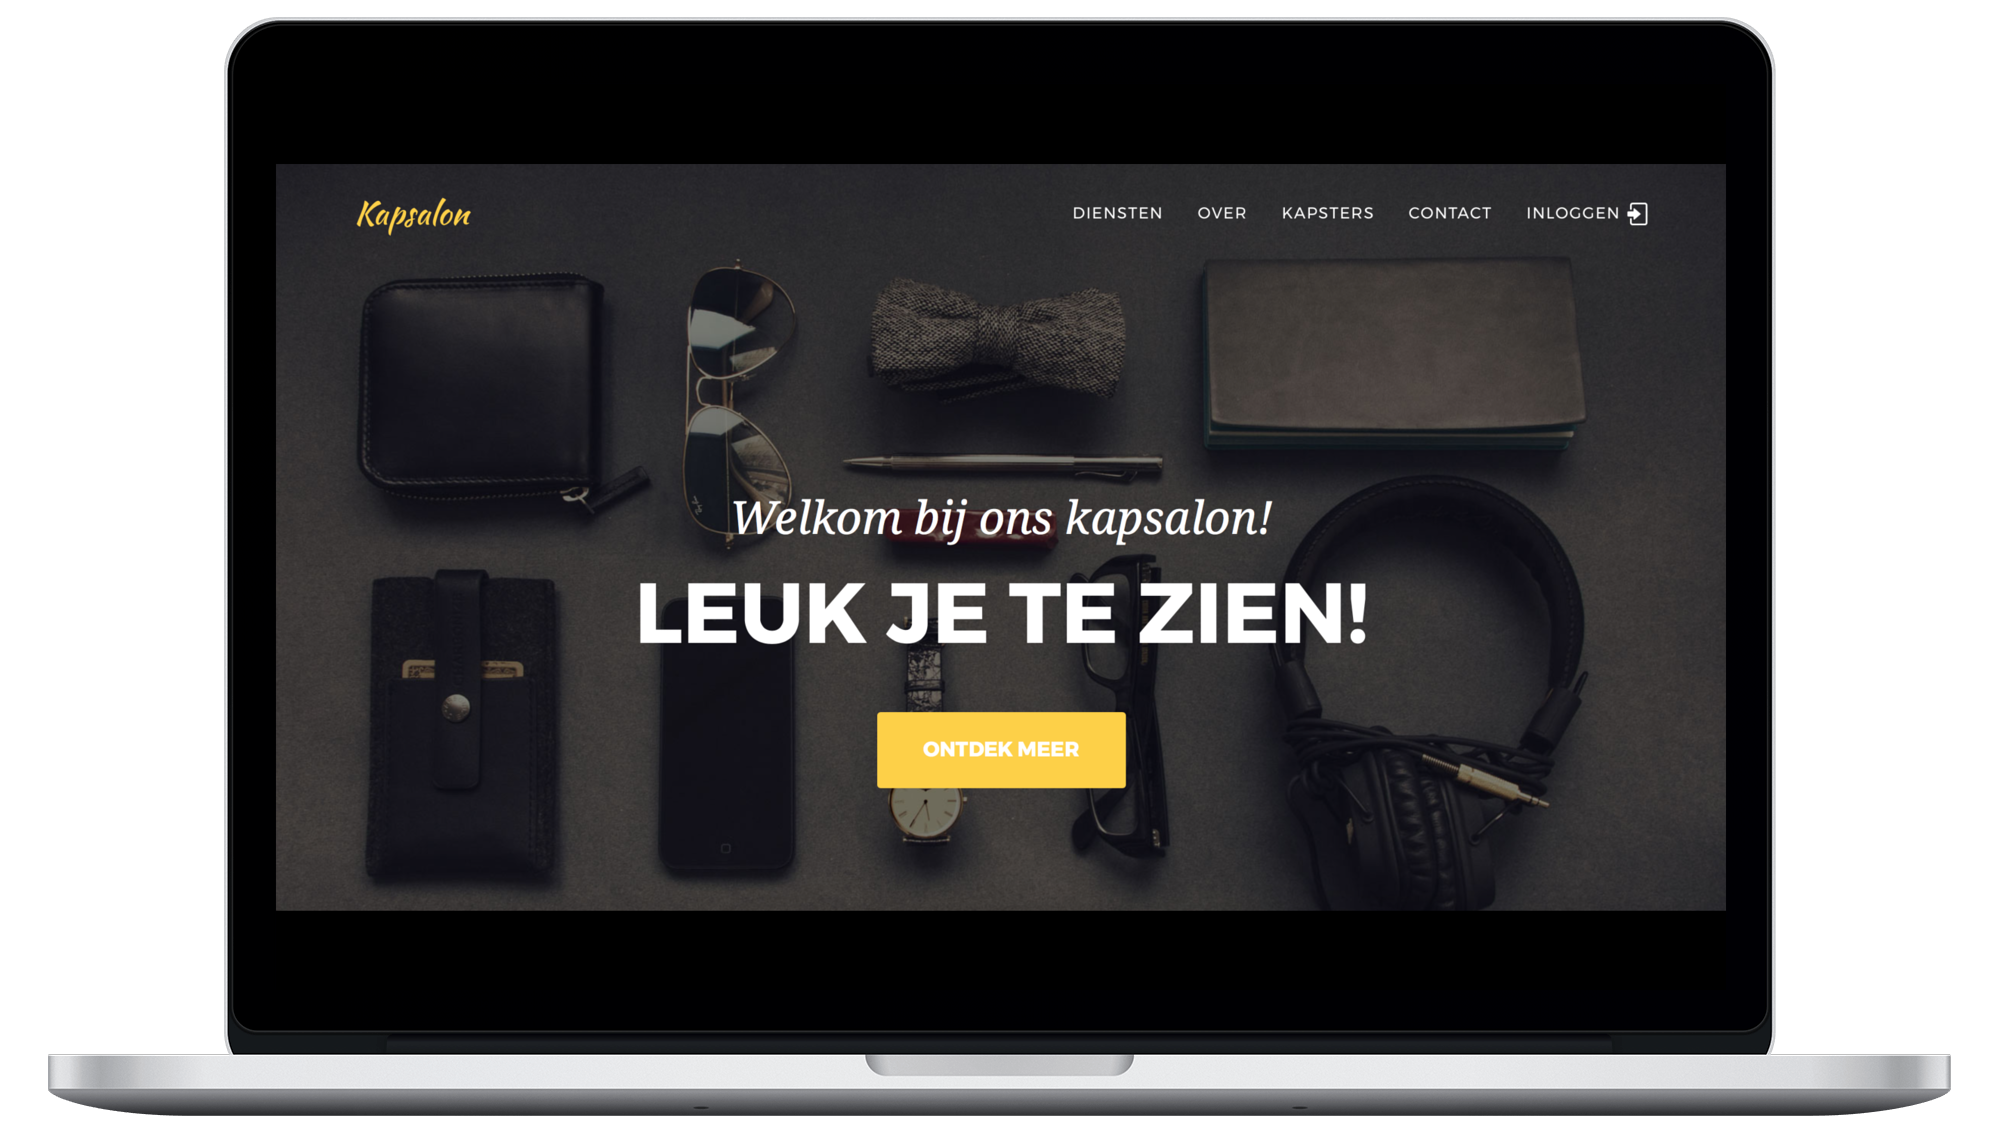 Kapsalon
DIENSTEN OVER KAPSTERS CONTACT INLOGGEN
Welkom bij ons kapsalon!
LEUK JE TE ZIEN!
ONTDEK MEER